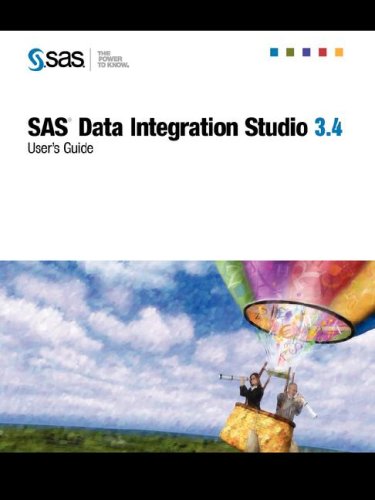 sas
THE
POWER
TO KNOW.
SAS® Data Integration Studio 3.4
User's Guide